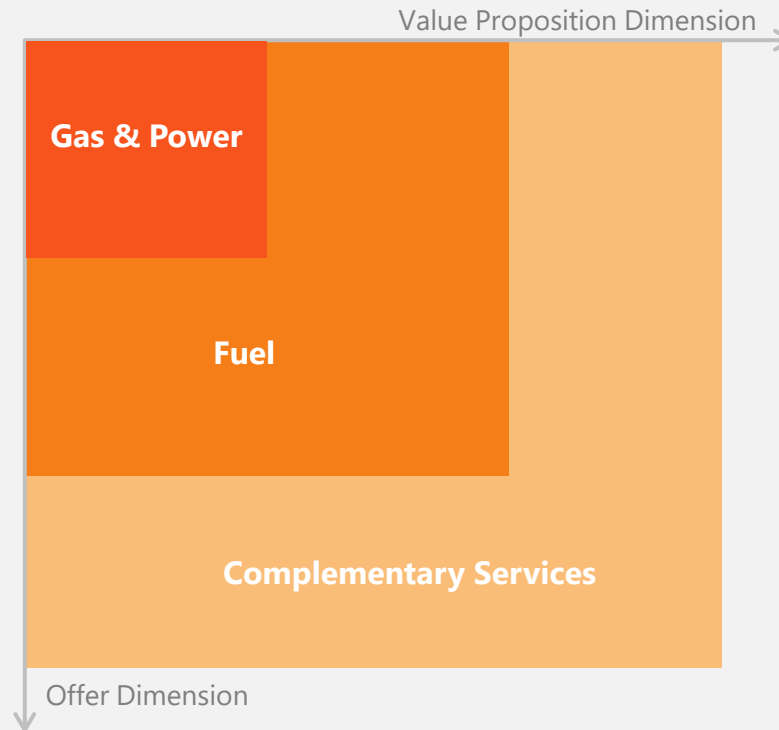 Value Proposition Dimension
Gas & Power
Fuel
Complementary Services
Offer Dimension